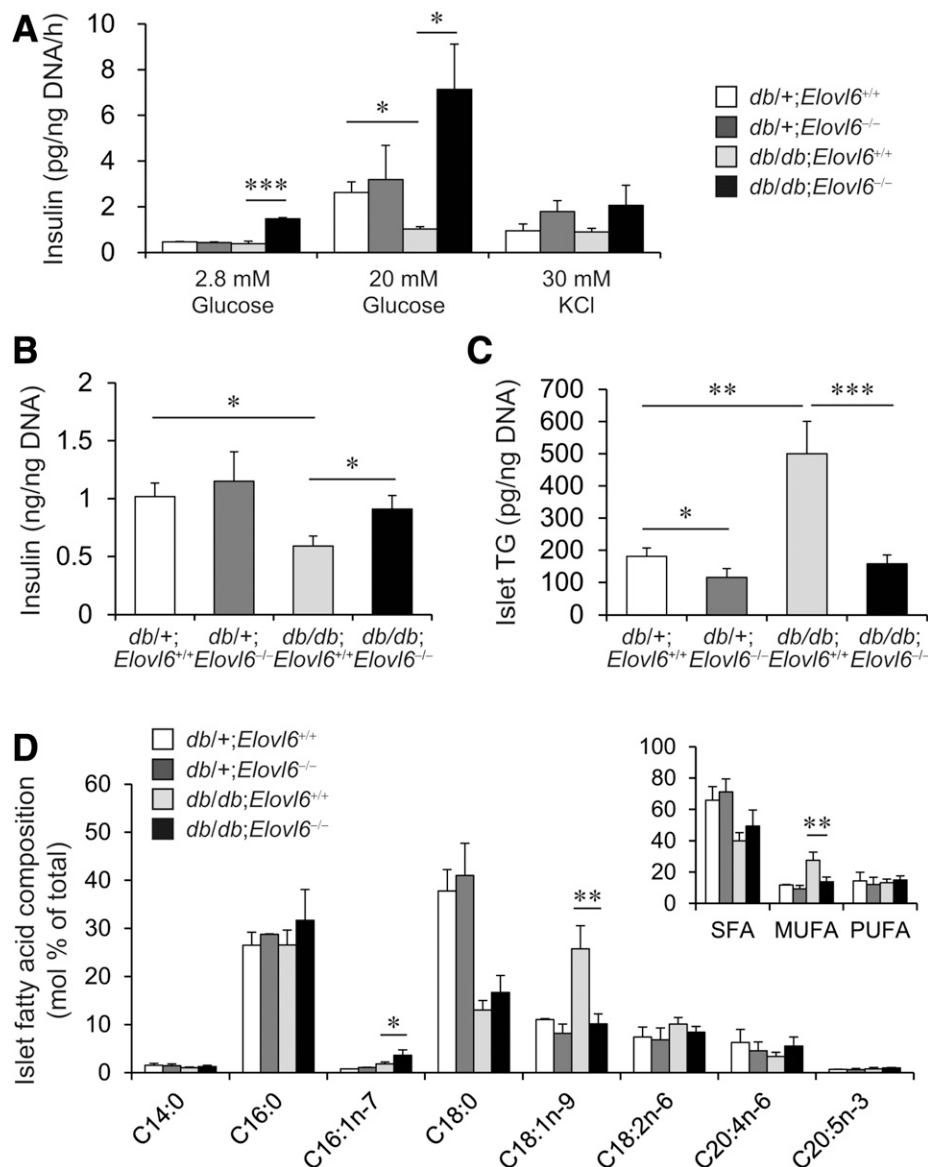 A
Insulin (pg/ng DNA/h)
10
8
6
4
2
0
***
*
*
2.8 mM
Glucose
20 mM
Glucose
30 mM
KCl
db/+;Elovl6+/+
db/+;Elovl6−/−
db/db;Elovl6+/+
db/db;Elovl6−/−
B
Insulin (ng/ng DNA)
2
1.5
1
0.5
0
*
*
db/+; db/+; db/db; db/db;
Elovl6+/+ Elovl6−/− Elovl6+/+ Elovl6−/−
C
Islet TG (pg/ng DNA)
700
600
500
400
300
200
100
0
**
***
*
db/+; db/+; db/db; db/db;
Elovl6+/+ Elovl6−/− Elovl6+/+ Elovl6−/−
D
db/+;Elovl6+/+
db/+;Elovl6−/−
db/db;Elovl6+/+
db/db;Elovl6−/−
Islet fatty acid composition
(mol % of total)
60
50
40
30
20
10
0
*
**
C14:0
C16:0
C16:1n-7
C18:0
C18:1n-9
C18:2n-6
C20:4n-6
C20:5n-3
100
80
60
40
20
0
**
SFA MUFA PUFA